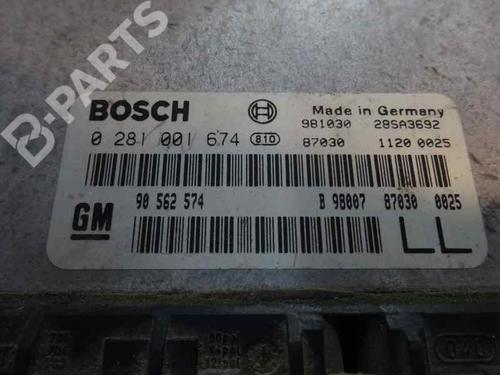 B-PARTS
BOSCH
Made in Germany
981030 28SA3692
0 281 001 674 810
87030 1120 0025
90 562 574 B 98007 87030 0025
GM
LL